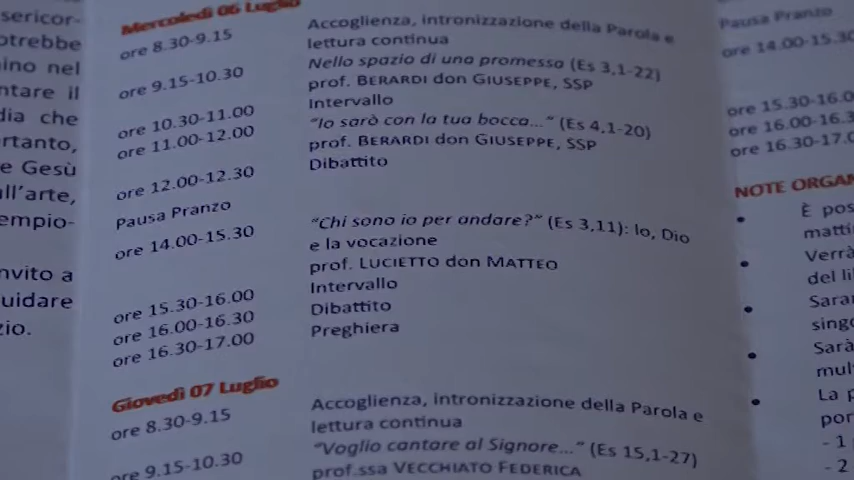 sericor-
otrebbe
ino nel
ntare il
dia che
ortanto,
e Gesù
all'arte,
empio-
nvito a
uidare
zio.
Mercoledì 06 Luglio
ore 8.30-9.15 Accoglienza, intronizzazione della Parola e
lettura continua
ore 9.15-10.30 Nello spazio di una promessa (Es 3,1-22)
prof. BERARDI don GIUSEPPE, SSP
ore 10.30-11.00 Intervallo
ore 11.00-12.00 "Io sarò con la tua bocca..." (Es 4.1-20)
prof. BERARDI don GIUSEPPE, SSP
ore 12.00-12.30 Dibattito
Pausa Pranzo
ore 14.00-15.30 "Chi sono io per andare?" (Es 3,11): Io, Dio
e la vocazione
prof. LUCIETTO don MATTEO
ore 15.30-16.00 Intervallo
ore 16.00-16.30 Dibattito
ore 16.30-17.00 Preghiera
Giovedì 07 Luglio
ore 8.30-9.15 Accoglienza, intronizzazione della Parola e
lettura continua
ore 9.15-10.30 "Voglio cantare al Signore..." (Es 15,1-27)
prof.ssa VECCHIATO FEDERICA
Pausa Pranzo
ore 14.00-15.30
ore 15.30-16.0
ore 16.00-16.3
ore 16.30-17.0
NOTE ORGAN
• È pos
matti
• Verrà
del li
• Saran
singo
• Sarà
mul
• La p
por
- 1
- 2